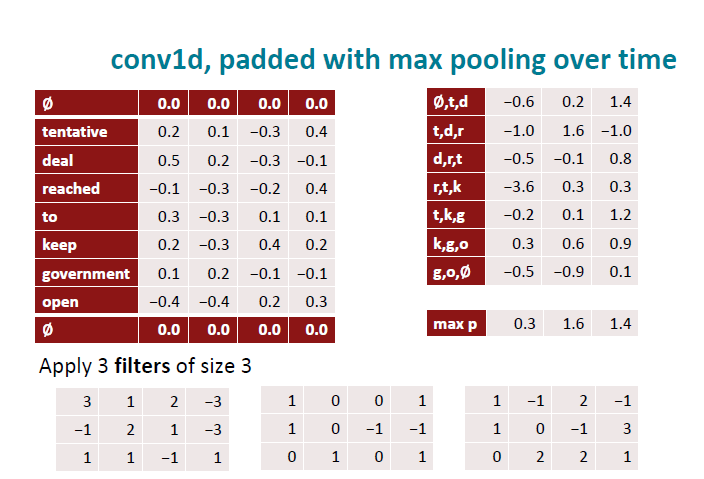 conv1d, padded with max pooling over time
Ø 0.0 0.0 0.0 0.0
tentative 0.2 0.1 −0.3 0.4
deal 0.5 0.2 −0.3 −0.1
reached −0.1 −0.3 −0.2 0.4
to 0.3 −0.3 0.1 0.1
keep 0.2 −0.3 0.4 0.2
government 0.1 0.2 −0.1 −0.1
open −0.4 −0.4 0.2 0.3
Ø 0.0 0.0 0.0 0.0
Ø,t,d −0.6 0.2 1.4
t,d,r −1.0 1.6 −1.0
d,r,t −0.5 −0.1 0.8
r,t,k −3.6 0.3 0.3
t,k,g −0.2 0.1 1.2
k,g,o 0.3 0.6 0.9
g,o,Ø −0.5 −0.9 0.1
max p 0.3 1.6 1.4
Apply 3 filters of size 3
3 1 2 −3
−1 2 1 −3
1 1 −1 1
1 0 0 1
1 0 −1 −1
0 1 0 1
1 −1 2 −1
1 0 −1 3
0 2 2 1